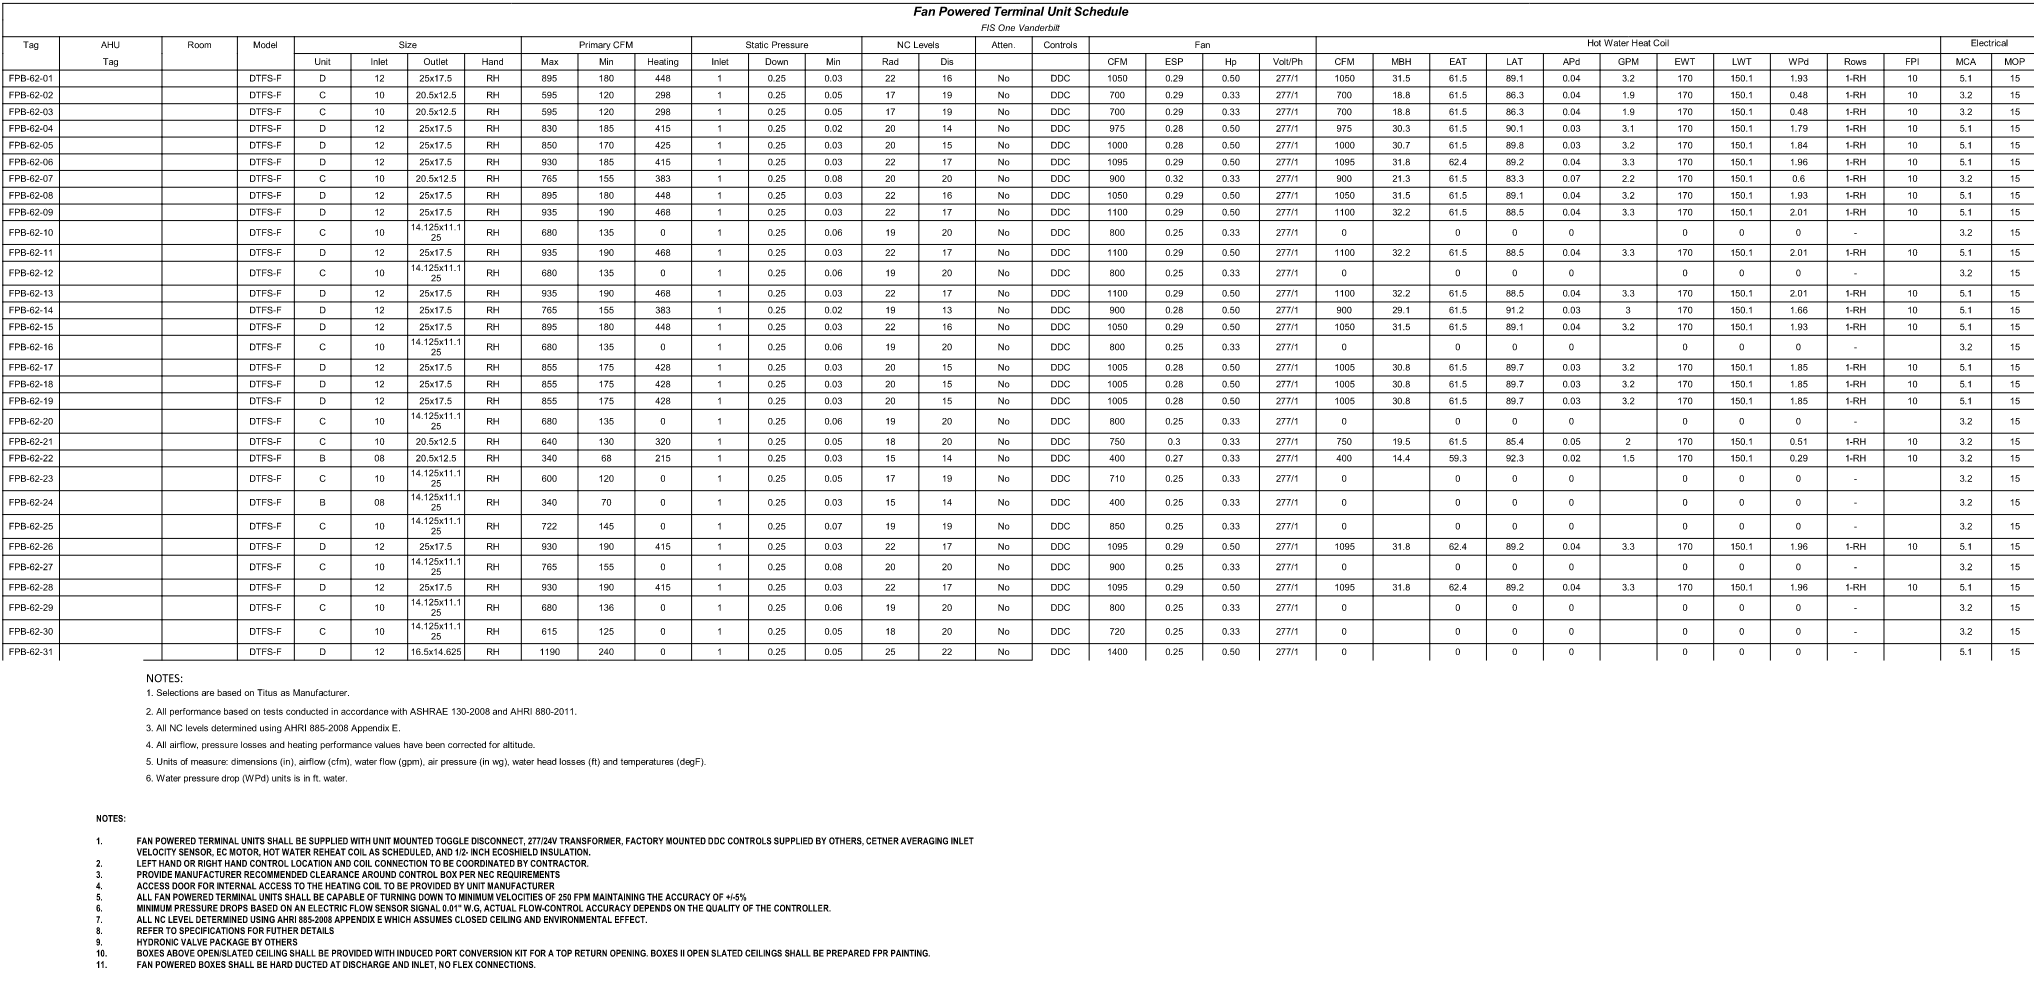 Fan Powered Terminal Unit Schedule
FIS One Vanderbilt
Tag AHU Room Model Size Primary CFM Static Pressure NC Levels Atten. Controls Fan Hot Water Heat Coil Electrical
Tag Unit Inlet Outlet Hand Max Min Heating Inlet Down Min Rad Dis CFM ESP Hp Volt/Ph CFM MBH EAT LAT APd GPM EWT LWT WPd Rows FPI MCA MOP
FPB-62-01 DTFS-F D 12 25x17.5 RH 895 180 448 1 0.25 0.03 22 16 No DDC 1050 0.29 0.50 277/1 1050 31.5 61.5 89.1 0.04 3.2 170 150.1 1.93 1-RH 10 5.1 15
FPB-62-02 DTFS-F C 10 20.5x12.5 RH 595 120 298 1 0.25 0.05 17 19 No DDC 700 0.29 0.33 277/1 700 18.8 61.5 86.3 0.04 1.9 170 150.1 0.48 1-RH 10 3.2 15
FPB-62-03 DTFS-F C 10 20.5x12.5 RH 595 120 298 1 0.25 0.05 17 19 No DDC 700 0.29 0.33 277/1 700 18.8 61.5 86.3 0.04 1.9 170 150.1 0.48 1-RH 10 3.2 15
FPB-62-04 DTFS-F D 12 25x17.5 RH 830 185 415 1 0.25 0.02 20 14 No DDC 975 0.28 0.50 277/1 975 30.3 61.5 90.1 0.03 3.1 170 150.1 1.79 1-RH 10 5.1 15
FPB-62-05 DTFS-F D 12 25x17.5 RH 850 170 425 1 0.25 0.03 20 15 No DDC 1000 0.28 0.50 277/1 1000 30.7 61.5 89.8 0.03 3.2 170 150.1 1.84 1-RH 10 5.1 15
FPB-62-06 DTFS-F D 12 25x17.5 RH 930 185 415 1 0.25 0.03 22 17 No DDC 1095 0.29 0.50 277/1 1095 31.8 62.4 89.2 0.04 3.3 170 150.1 1.96 1-RH 10 5.1 15
FPB-62-07 DTFS-F C 10 20.5x12.5 RH 765 155 383 1 0.25 0.08 20 20 No DDC 900 0.32 0.33 277/1 900 21.3 61.5 83.3 0.07 2.2 170 150.1 0.6 1-RH 10 3.2 15
FPB-62-08 DTFS-F D 12 25x17.5 RH 895 180 448 1 0.25 0.03 22 16 No DDC 1050 0.29 0.50 277/1 1050 31.5 61.5 89.1 0.04 3.2 170 150.1 1.93 1-RH 10 5.1 15
FPB-62-09 DTFS-F D 12 25x17.5 RH 935 190 468 1 0.25 0.03 22 17 No DDC 1100 0.29 0.50 277/1 1100 32.2 61.5 88.5 0.04 3.3 170 150.1 2.01 1-RH 10 5.1 15
FPB-62-10 DTFS-F C 10 14.125x11.125 RH 680 135 0 1 0.25 0.06 19 20 No DDC 800 0.25 0.33 277/1 0 0 0 0 0 0 0 - 3.2 15
FPB-62-11 DTFS-F D 12 25x17.5 RH 935 190 468 1 0.25 0.03 22 17 No DDC 1100 0.29 0.50 277/1 1100 32.2 61.5 88.5 0.04 3.3 170 150.1 2.01 1-RH 10 5.1 15
FPB-62-12 DTFS-F C 10 14.125x11.125 RH 680 135 0 1 0.25 0.06 19 20 No DDC 800 0.25 0.33 277/1 0 0 0 0 0 0 0 - 3.2 15
FPB-62-13 DTFS-F D 12 25x17.5 RH 935 190 468 1 0.25 0.03 22 17 No DDC 1100 0.29 0.50 277/1 1100 32.2 61.5 88.5 0.04 3.3 170 150.1 2.01 1-RH 10 5.1 15
FPB-62-14 DTFS-F D 12 25x17.5 RH 765 155 383 1 0.25 0.02 19 13 No DDC 900 0.28 0.50 277/1 900 29.1 61.5 91.2 0.03 3 170 150.1 1.66 1-RH 10 5.1 15
FPB-62-15 DTFS-F D 12 25x17.5 RH 895 180 448 1 0.25 0.03 22 16 No DDC 1050 0.29 0.50 277/1 1050 31.5 61.5 89.1 0.04 3.2 170 150.1 1.93 1-RH 10 5.1 15
FPB-62-16 DTFS-F C 10 14.125x11.125 RH 680 135 0 1 0.25 0.06 19 20 No DDC 800 0.25 0.33 277/1 0 0 0 0 0 0 0 - 3.2 15
FPB-62-17 DTFS-F D 12 25x17.5 RH 855 175 428 1 0.25 0.03 20 15 No DDC 1005 0.28 0.50 277/1 1005 30.8 61.5 89.7 0.03 3.2 170 150.1 1.85 1-RH 10 5.1 15
FPB-62-18 DTFS-F D 12 25x17.5 RH 855 175 428 1 0.25 0.03 20 15 No DDC 1005 0.28 0.50 277/1 1005 30.8 61.5 89.7 0.03 3.2 170 150.1 1.85 1-RH 10 5.1 15
FPB-62-19 DTFS-F D 12 25x17.5 RH 855 175 428 1 0.25 0.03 20 15 No DDC 1005 0.28 0.50 277/1 1005 30.8 61.5 89.7 0.03 3.2 170 150.1 1.85 1-RH 10 5.1 15
FPB-62-20 DTFS-F C 10 14.125x11.125 RH 680 135 0 1 0.25 0.06 19 20 No DDC 800 0.25 0.33 277/1 0 0 0 0 0 0 0 - 3.2 15
FPB-62-21 DTFS-F C 10 20.5x12.5 RH 640 130 320 1 0.25 0.05 18 20 No DDC 750 0.3 0.33 277/1 750 19.5 61.5 85.4 0.05 2 170 150.1 0.51 1-RH 10 3.2 15
FPB-62-22 DTFS-F B 08 20.5x12.5 RH 340 68 215 1 0.25 0.03 15 14 No DDC 400 0.27 0.33 277/1 400 14.4 59.3 92.3 0.02 1.5 170 150.1 0.29 1-RH 10 3.2 15
FPB-62-23 DTFS-F C 10 14.125x11.125 RH 600 120 0 1 0.25 0.05 17 19 No DDC 710 0.25 0.33 277/1 0 0 0 0 0 0 0 - 3.2 15
FPB-62-24 DTFS-F B 08 14.125x11.125 RH 340 70 0 1 0.25 0.03 15 14 No DDC 400 0.25 0.33 277/1 0 0 0 0 0 0 0 - 3.2 15
FPB-62-25 DTFS-F C 10 14.125x11.125 RH 722 145 0 1 0.25 0.07 19 19 No DDC 850 0.25 0.33 277/1 0 0 0 0 0 0 0 - 3.2 15
FPB-62-26 DTFS-F D 12 25x17.5 RH 930 190 415 1 0.25 0.03 22 17 No DDC 1095 0.29 0.50 277/1 1095 31.8 62.4 89.2 0.04 3.3 170 150.1 1.96 1-RH 10 5.1 15
FPB-62-27 DTFS-F C 10 14.125x11.125 RH 765 155 0 1 0.25 0.08 20 20 No DDC 900 0.25 0.33 277/1 0 0 0 0 0 0 0 - 3.2 15
FPB-62-28 DTFS-F D 12 25x17.5 RH 930 190 415 1 0.25 0.03 22 17 No DDC 1095 0.29 0.50 277/1 1095 31.8 62.4 89.2 0.04 3.3 170 150.1 1.96 1-RH 10 5.1 15
FPB-62-29 DTFS-F C 10 14.125x11.125 RH 680 136 0 1 0.25 0.06 19 20 No DDC 800 0.25 0.33 277/1 0 0 0 0 0 0 0 - 3.2 15
FPB-62-30 DTFS-F C 10 14.125x11.125 RH 615 125 0 1 0.25 0.05 18 20 No DDC 720 0.25 0.33 277/1 0 0 0 0 0 0 0 - 3.2 15
FPB-62-31 DTFS-F D 12 16.5x14.625 RH 1190 240 0 1 0.25 0.05 25 22 No DDC 1400 0.25 0.50 277/1 0 0 0 0 0 0 0 - 5.1 15
NOTES:
1. Selections are based on Titus as Manufacturer.
2. All performance based on tests conducted in accordance with ASHRAE 130-2008 and AHRI 880-2011.
3. All NC levels determined using AHRI 885-2008 Appendix E.
4. All airflow, pressure losses and heating performance values have been corrected for altitude.
5. Units of measure: dimensions (in), airflow (cfm), water flow (gpm), air pressure (in wg), water head losses (ft) and temperatures (degF).
6. Water pressure drop (WPd) units is in ft. water.
NOTES:
1. FAN POWERED TERMINAL UNITS SHALL BE SUPPLIED WITH UNIT MOUNTED TOGGLE DISCONNECT, 277/24V TRANSFORMER, FACTORY MOUNTED DDC CONTROLS SUPPLIED BY OTHERS, CETNER AVERAGING INLET
VELOCITY SENSOR, EC MOTOR, HOT WATER REHEAT COIL AS SCHEDULED, AND 1/2- INCH ECOSHIELD INSULATION.
2. LEFT HAND OR RIGHT HAND CONTROL LOCATION AND COIL CONNECTION TO BE COORDINATED BY CONTRACTOR.
3. PROVIDE MANUFACTURER RECOMMENDED CLEARANCE AROUND CONTROL BOX PER NEC REQUIREMENTS
4. ACCESS DOOR FOR INTERNAL ACCESS TO THE HEATING COIL TO BE PROVIDED BY UNIT MANUFACTURER
5. ALL FAN POWERED TERMINAL UNITS SHALL BE CAPABLE OF TURNING DOWN TO MINIMUM VELOCITIES OF 250 FPM MAINTAINING THE ACCURACY OF +/-5%
6. MINIMUM PRESSURE DROPS BASED ON AN ELECTRIC FLOW SENSOR SIGNAL 0.01" W.G, ACTUAL FLOW-CONTROL ACCURACY DEPENDS ON THE QUALITY OF THE CONTROLLER.
7. ALL NC LEVEL DETERMINED USING AHRI 885-2008 APPENDIX E WHICH ASSUMES CLOSED CEILING AND ENVIRONMENTAL EFFECT.
8. REFER TO SPECIFICATIONS FOR FUTHER DETAILS
9. HYDRONIC VALVE PACKAGE BY OTHERS
10. BOXES ABOVE OPEN/SLATED CEILING SHALL BE PROVIDED WITH INDUCED PORT CONVERSION KIT FOR A TOP RETURN OPENING. BOXES II OPEN SLATED CEILINGS SHALL BE PREPARED FPR PAINTING.
11. FAN POWERED BOXES SHALL BE HARD DUCTED AT DISCHARGE AND INLET, NO FLEX CONNECTIONS.